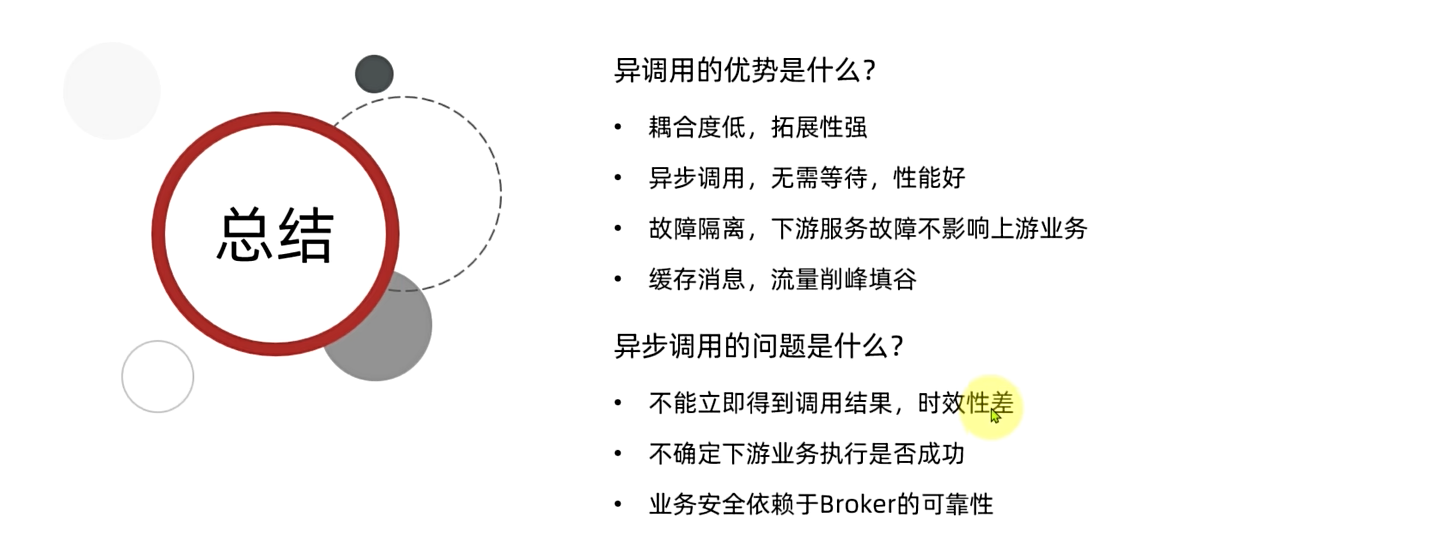 总结
异调用的优势是什么?
• 耦合度低，拓展性强
• 异步调用，无需等待，性能好
• 故障隔离，下游服务故障不影响上游业务
• 缓存消息，流量削峰填谷
异步调用的问题是什么?
• 不能立即得到调用结果，时效性差
• 不确定下游业务执行是否成功
• 业务安全依赖于Broker的可靠性